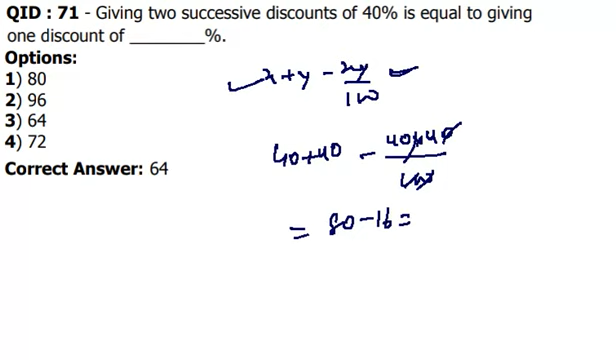 QID : 71 - Giving two successive discounts of 40% is equal to giving
one discount of ________%.
Options:
1) 80
2) 96
3) 64
4) 72
Correct Answer: 64
x+y - xy/100
40+40 - 40×40/100
= 80-16=